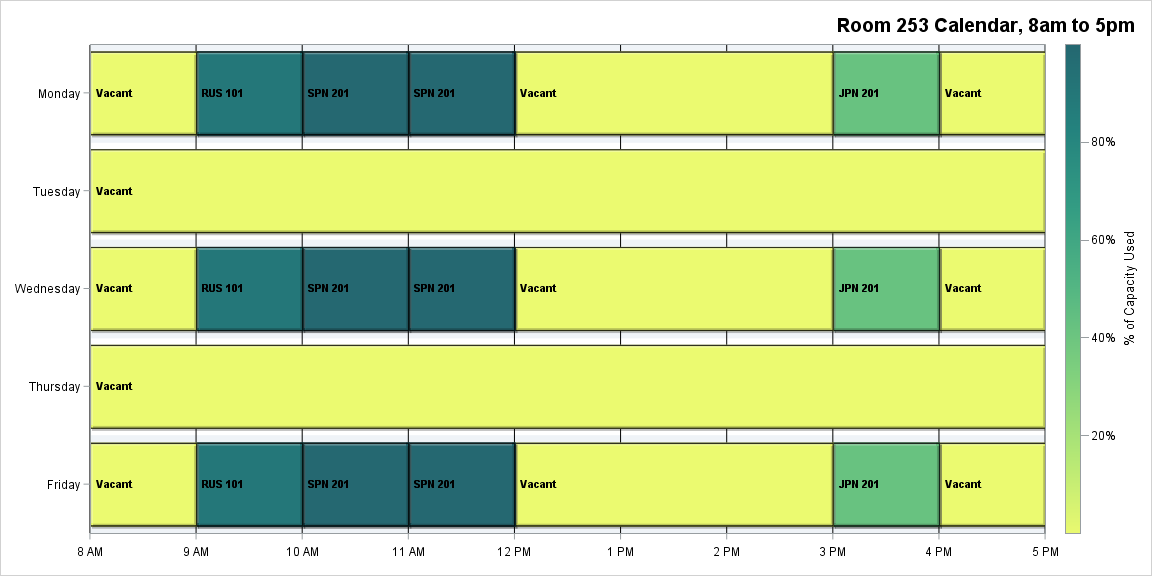 Room 253 Calendar, 8am to 5pm
Monday
Vacant
RUS 101
SPN 201
SPN 201
Vacant
JPN 201
Vacant
Tuesday
Vacant
Wednesday
Vacant
RUS 101
SPN 201
SPN 201
Vacant
JPN 201
Vacant
Thursday
Vacant
Friday
Vacant
RUS 101
SPN 201
SPN 201
Vacant
JPN 201
Vacant
8 AM
9 AM
10 AM
11 AM
12 PM
1 PM
2 PM
3 PM
4 PM
5 PM
80%
60%
40%
20%
% of Capacity Used